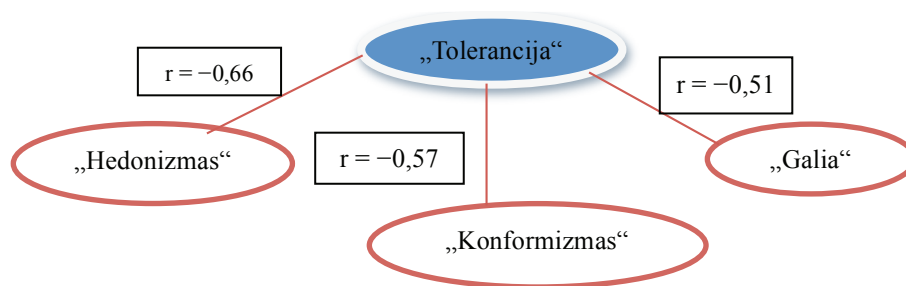 „Tolerancija“
r = −0,66
r = −0,51
„Hedonizmas“
r = −0,57
„Galia“
„Konformizmas“